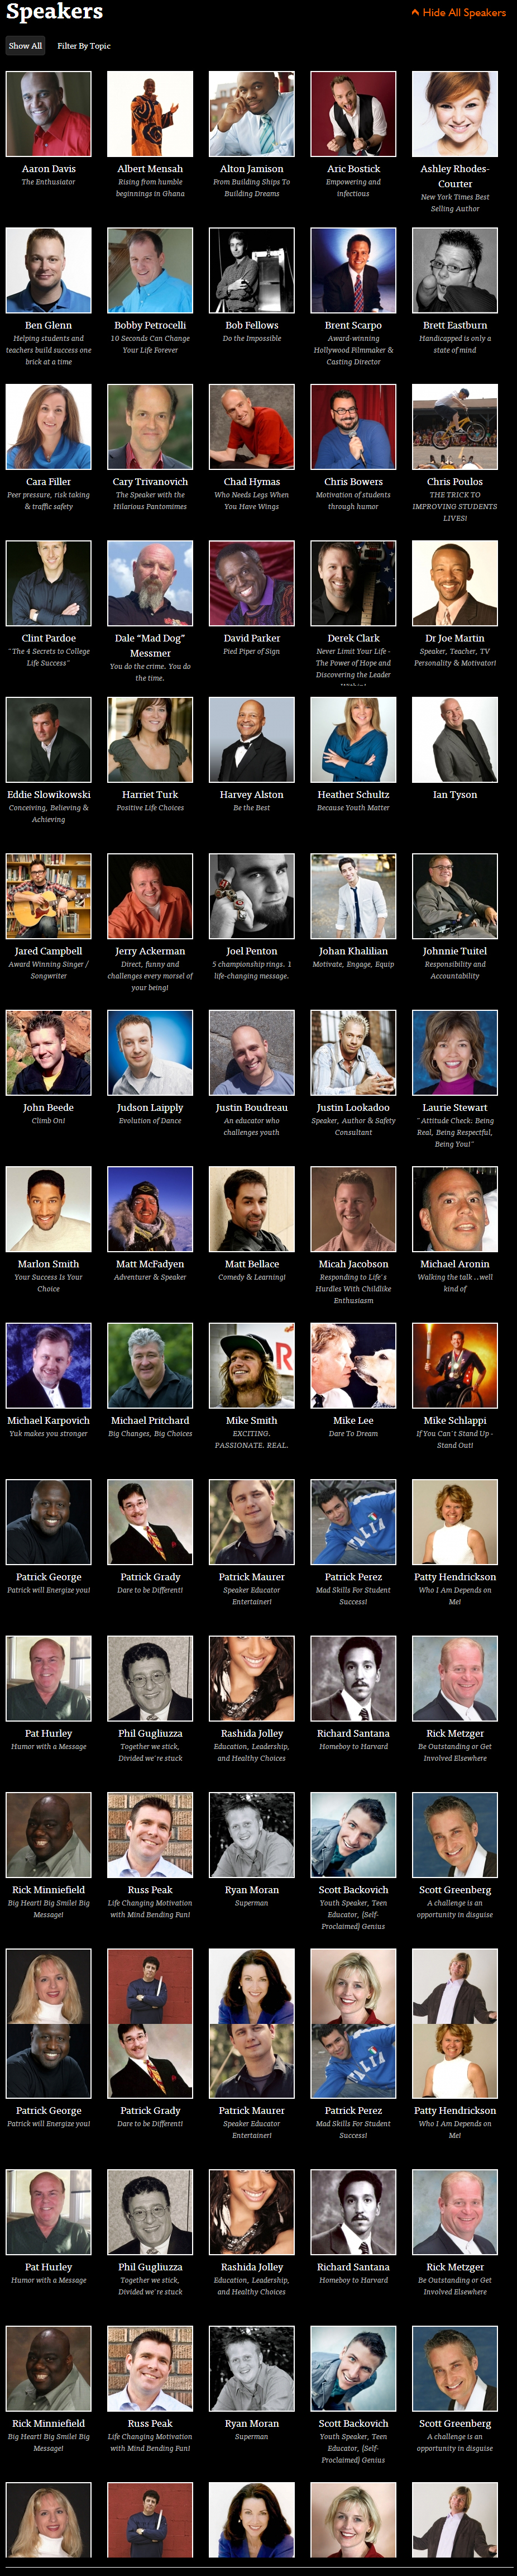 Speakers
Hide All Speakers
Show All
Filter By Topic
Aaron Davis
The Enthusiator
Albert Mensah
Rising from humble
beginnings in Ghana
Alton Jamison
From Building Ships To
Building Dreams
Aric Bostick
Empowering and
infectious
Ashley Rhodes-
Courter
New York Times Best
Selling Author
Ben Glenn
Helping students and
teachers build success one
brick at a time
Bobby Petrocelli
10 Seconds Can Change
Your Life Forever
Bob Fellows
Do the Impossible
Brent Scarpo
Award-winning
Hollywood Filmmaker &
Casting Director
Brett Eastburn
Handicapped is only a
state of mind
Cara Filler
Peer pressure, risk taking
& traffic safety
Cary Trivanovich
The Speaker with the
Hilarious Pantomimes
Chad Hymas
Who Needs Legs When
You Have Wings
Chris Bowers
Motivation of students
through humor
Chris Poulos
THE TRICK TO
IMPROVING STUDENTS
LIVES!
Clint Pardoe
"The 4 Secrets to College
Life Success"
Dale “Mad Dog”
Messmer
You do the crime. You do
the time.
David Parker
Pied Piper of Sign
Derek Clark
Never Limit Your Life -
The Power of Hope and
Discovering the Leader
Within!
Dr Joe Martin
Speaker, Teacher, TV
Personality & Motivator!
Eddie Slowikowski
Conceiving, Believing &
Achieving
Harriet Turk
Positive Life Choices
Harvey Alston
Be the Best
Heather Schultz
Because Youth Matter
Ian Tyson
Jared Campbell
Award Winning Singer /
Songwriter
Jerry Ackerman
Direct, funny and
challenges every morsel of
your being!
Joel Penton
5 championship rings. 1
life-changing message.
Johan Khalilian
Motivate, Engage, Equip
Johnnie Tuitel
Responsibility and
Accountability
John Beede
Climb On!
Judson Laipply
Evolution of Dance
Justin Boudreau
An educator who
challenges youth
Justin Lookadoo
Speaker, Author & Safety
Consultant
Laurie Stewart
"Attitude Check: Being
Real, Being Respectful,
Being You!"
Marlon Smith
Your Success Is Your
Choice
Matt McFadyen
Adventurer & Speaker
Matt Bellace
Comedy & Learning!
Micah Jacobson
Responding to Life`s
Hurdles With Childlike
Enthusiasm
Michael Aronin
Walking the talk ..well
kind of
Michael Karpovich
Yuk makes you stronger
Michael Pritchard
Big Changes, Big Choices
Mike Smith
EXCITING.
PASSIONATE. REAL.
Mike Lee
Dare To Dream
Mike Schlappi
If You Can`t Stand Up -
Stand Out!
Patrick George
Patrick will Energize you!
Patrick Grady
Dare to be Different!
Patrick Maurer
Speaker Educator
Entertainer!
Patrick Perez
Mad Skills For Student
Success!
Patty Hendrickson
Who I Am Depends on
Me!
Pat Hurley
Humor with a Message
Phil Gugliuzza
Together we stick,
Divided we`re stuck
Rashida Jolley
Education, Leadership,
and Healthy Choices
Richard Santana
Homeboy to Harvard
Rick Metzger
Be Outstanding or Get
Involved Elsewhere
Rick Minniefield
Big Heart! Big Smile! Big
Message!
Russ Peak
Life Changing Motivation
with Mind Bending Fun!
Ryan Moran
Superman
Scott Backovich
Youth Speaker, Teen
Educator, (Self-
Proclaimed) Genius
Scott Greenberg
A challenge is an
opportunity in disguise
Patrick George
Patrick will Energize you!
Patrick Grady
Dare to be Different!
Patrick Maurer
Speaker Educator
Entertainer!
Patrick Perez
Mad Skills For Student
Success!
Patty Hendrickson
Who I Am Depends on
Me!
Pat Hurley
Humor with a Message
Phil Gugliuzza
Together we stick,
Divided we`re stuck
Rashida Jolley
Education, Leadership,
and Healthy Choices
Richard Santana
Homeboy to Harvard
Rick Metzger
Be Outstanding or Get
Involved Elsewhere
Rick Minniefield
Big Heart! Big Smile! Big
Message!
Russ Peak
Life Changing Motivation
with Mind Bending Fun!
Ryan Moran
Superman
Scott Backovich
Youth Speaker, Teen
Educator, (Self-
Proclaimed) Genius
Scott Greenberg
A challenge is an
opportunity in disguise